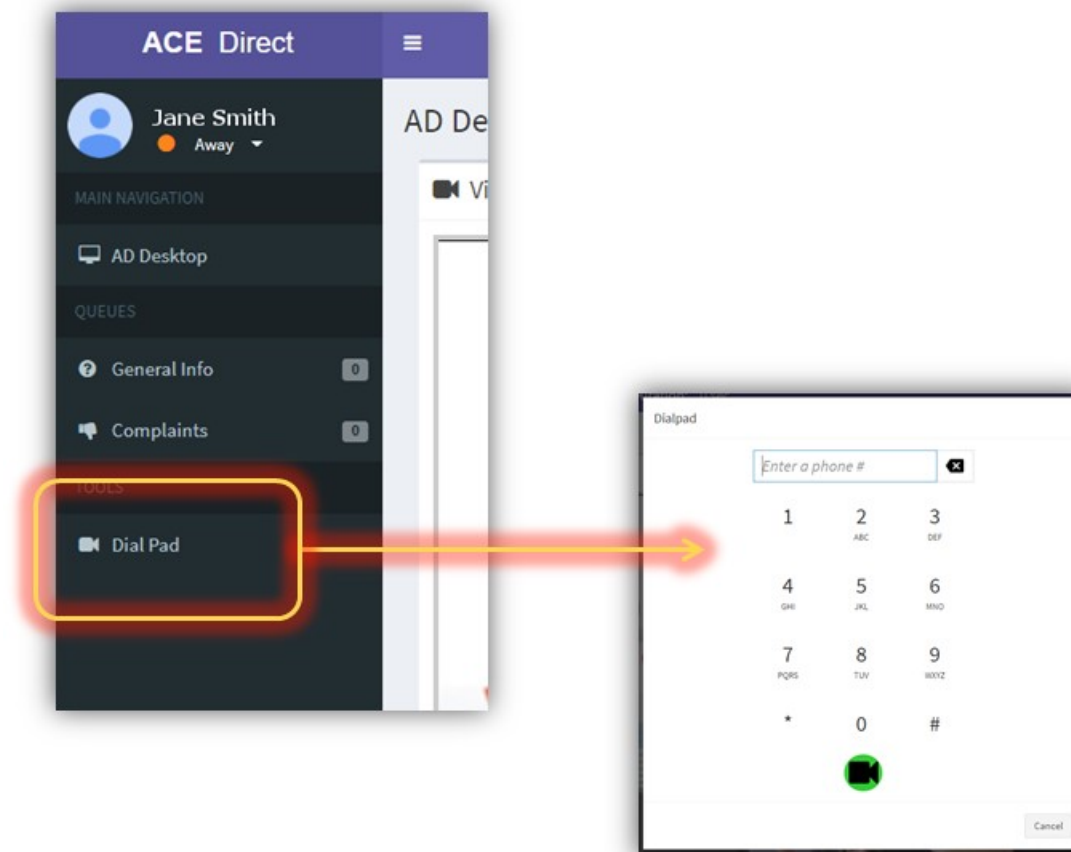 ACE Direct
Jane Smith
Away
AD De
MAIN NAVIGATION
Vi
AD Desktop
QUEUES
General Info 0
Complaints 0
TOOLS
Dial Pad
Dialpad
Enter a phone #
1 2 3
ABC DEF
4 5 6
GHI JKL MNO
7 8 9
PQRS TUV WXYZ
* 0 #
Cancel